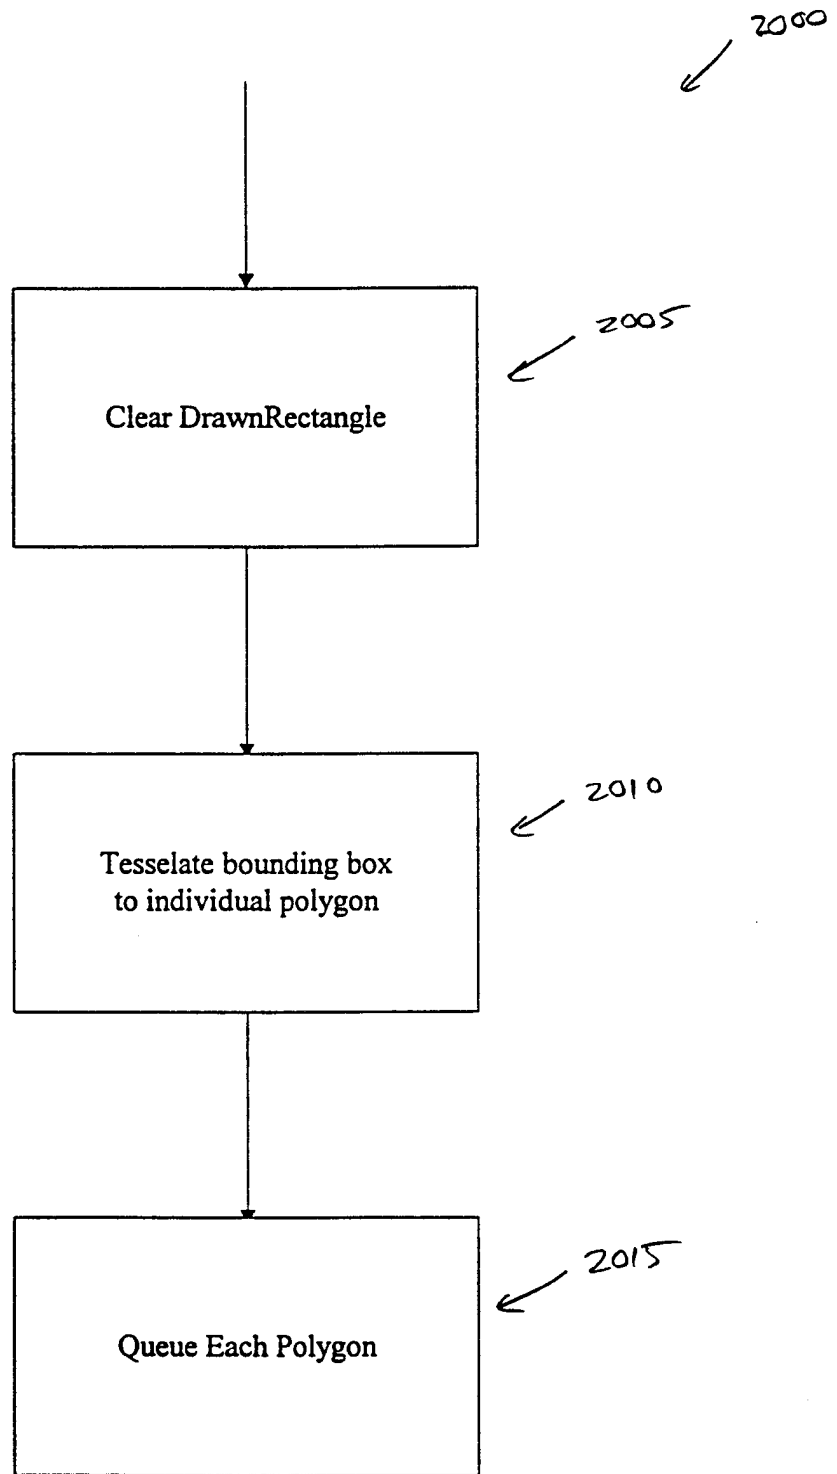 2000
2005
Clear DrawnRectangle
2010
Tesselate bounding box
to individual polygon
2015
Queue Each Polygon